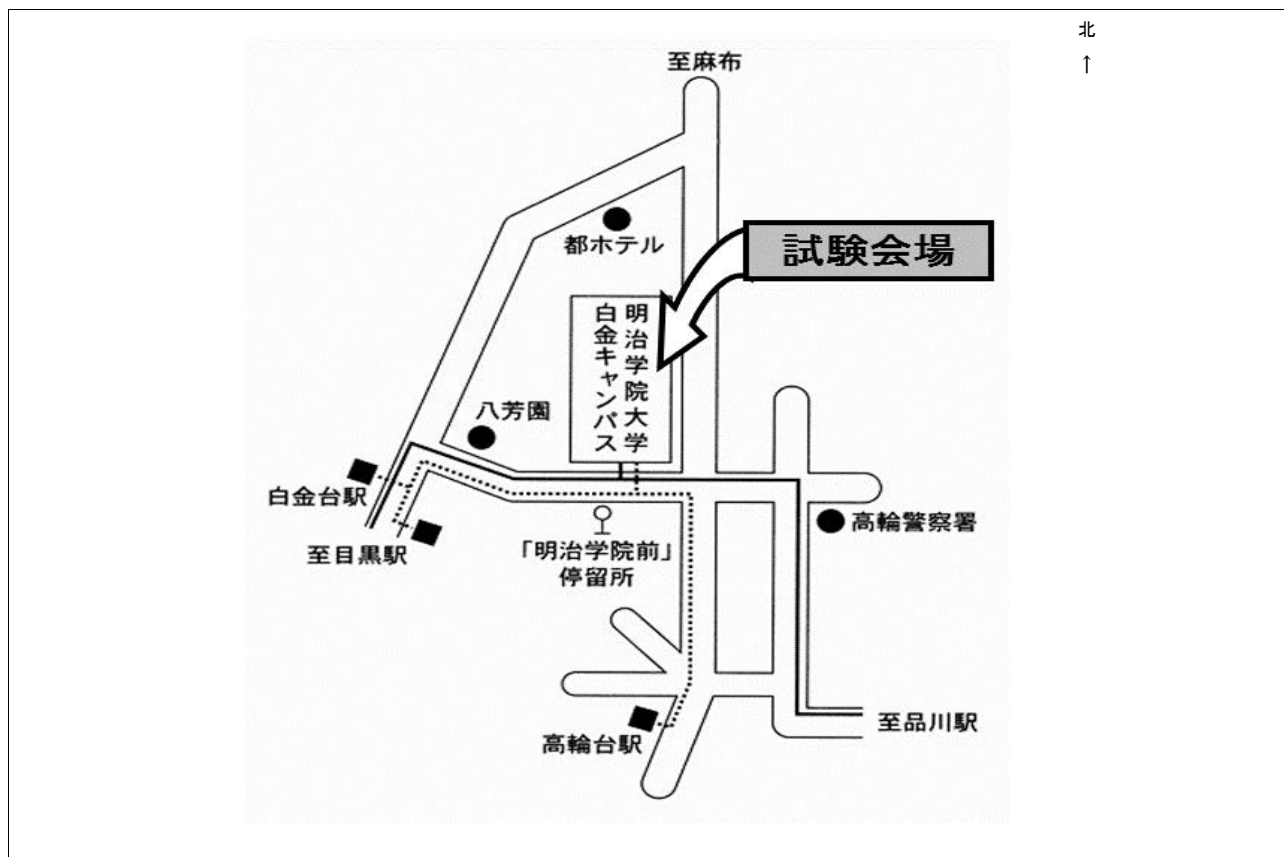 北
↑
至麻布
都ホテル
試験会場
明治学院大学
白金キャンパス
八芳園
白金台駅
至目黒駅
「明治学院前」
停留所
高輪警察署
高輪台駅
至品川駅